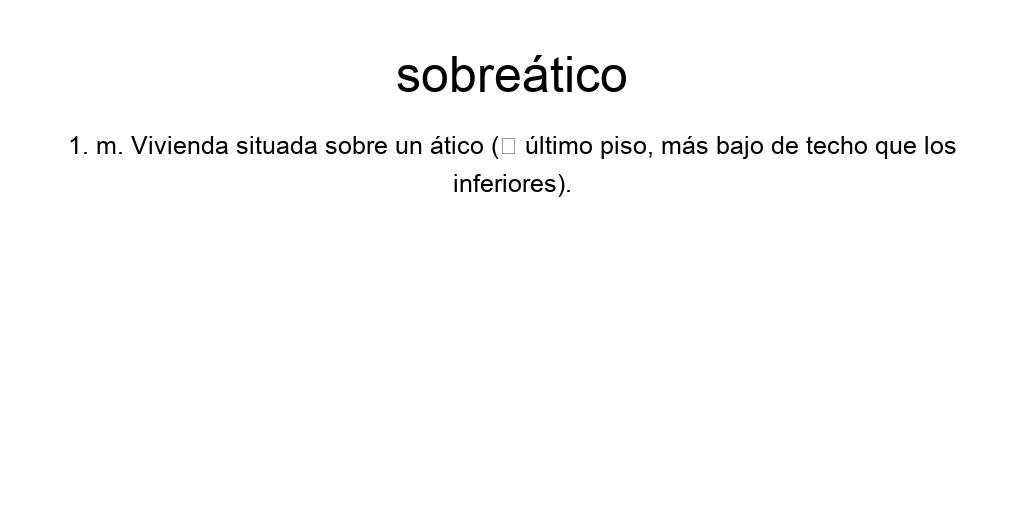 sobreático
1. m. Vivienda situada sobre un ático (▯ último piso, más bajo de techo que los
inferiores).